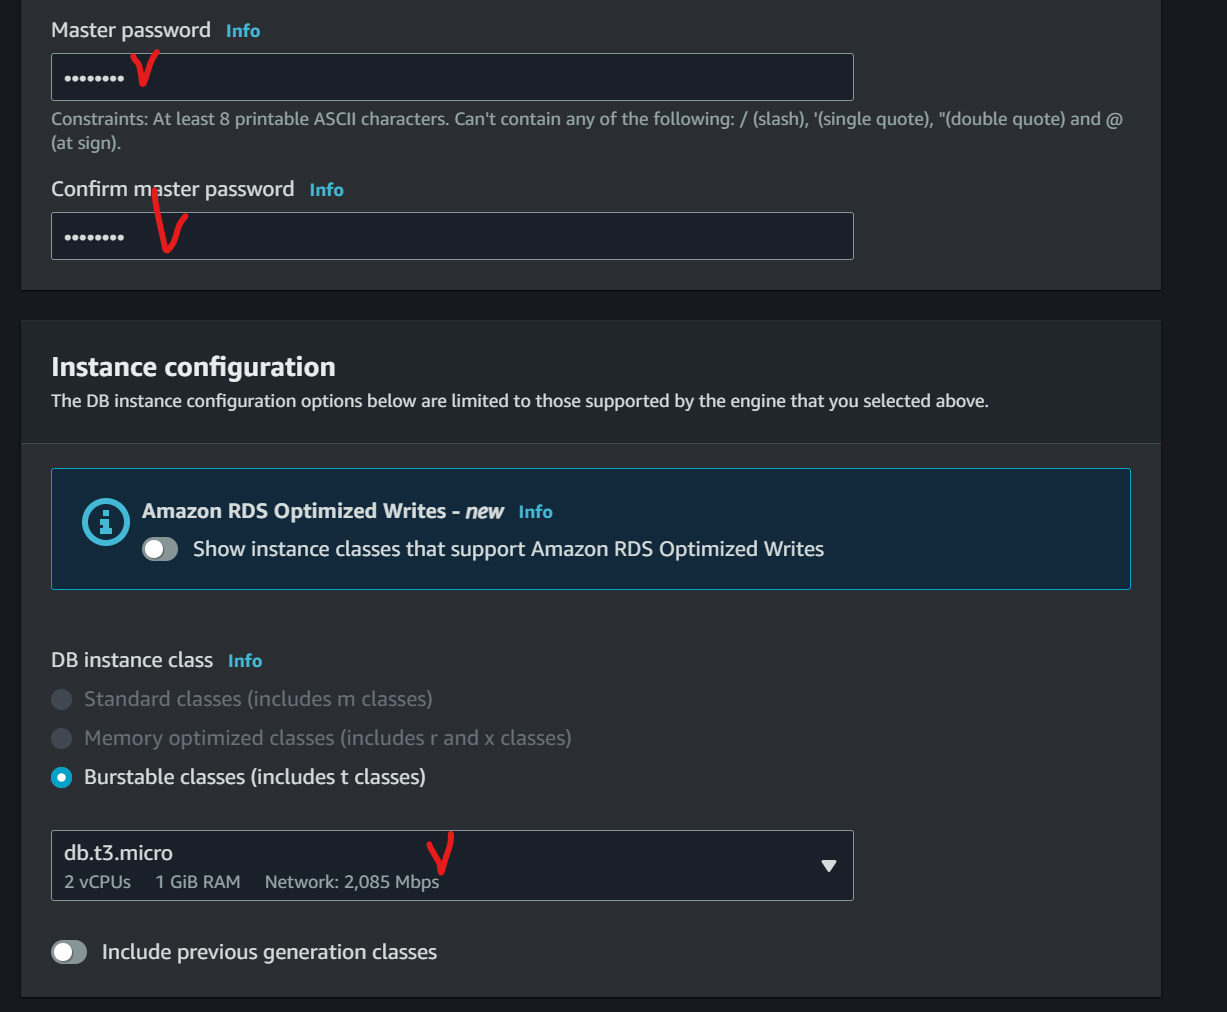 Master password Info
••••••••
Constraints: At least 8 printable ASCII characters. Can't contain any of the following: / (slash), '(single quote), "(double quote) and @
(at sign).
Confirm master password Info
••••••••
Instance configuration
The DB instance configuration options below are limited to those supported by the engine that you selected above.
Amazon RDS Optimized Writes - new Info
Show instance classes that support Amazon RDS Optimized Writes
DB instance class Info
Standard classes (includes m classes)
Memory optimized classes (includes r and x classes)
Burstable classes (includes t classes)
db.t3.micro
2 vCPUs 1 GiB RAM Network: 2,085 Mbps
Include previous generation classes